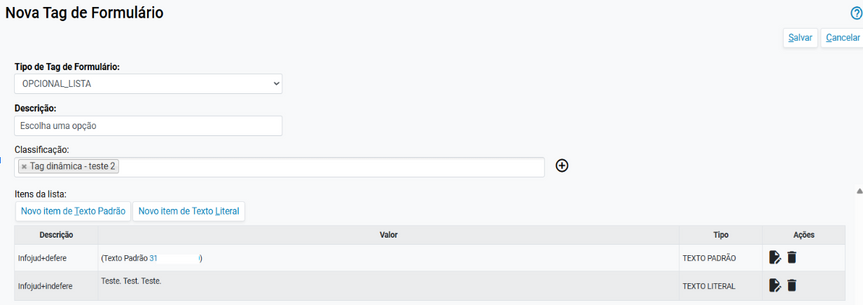 Nova Tag de Formulário
Salvar Cancelar
Tipo de Tag de Formulário:
OPCIONAL_LISTA
Descrição:
Escolha uma opção
Classificação:
× Tag dinâmica - teste 2
Itens da lista:
Novo item de Texto Padrão Novo item de Texto Literal
Descrição Valor Tipo Ações
Infojud+defere (Texto Padrão 31 ) TEXTO PADRÃO
Infojud+indefere Teste. Test. Teste. TEXTO LITERAL